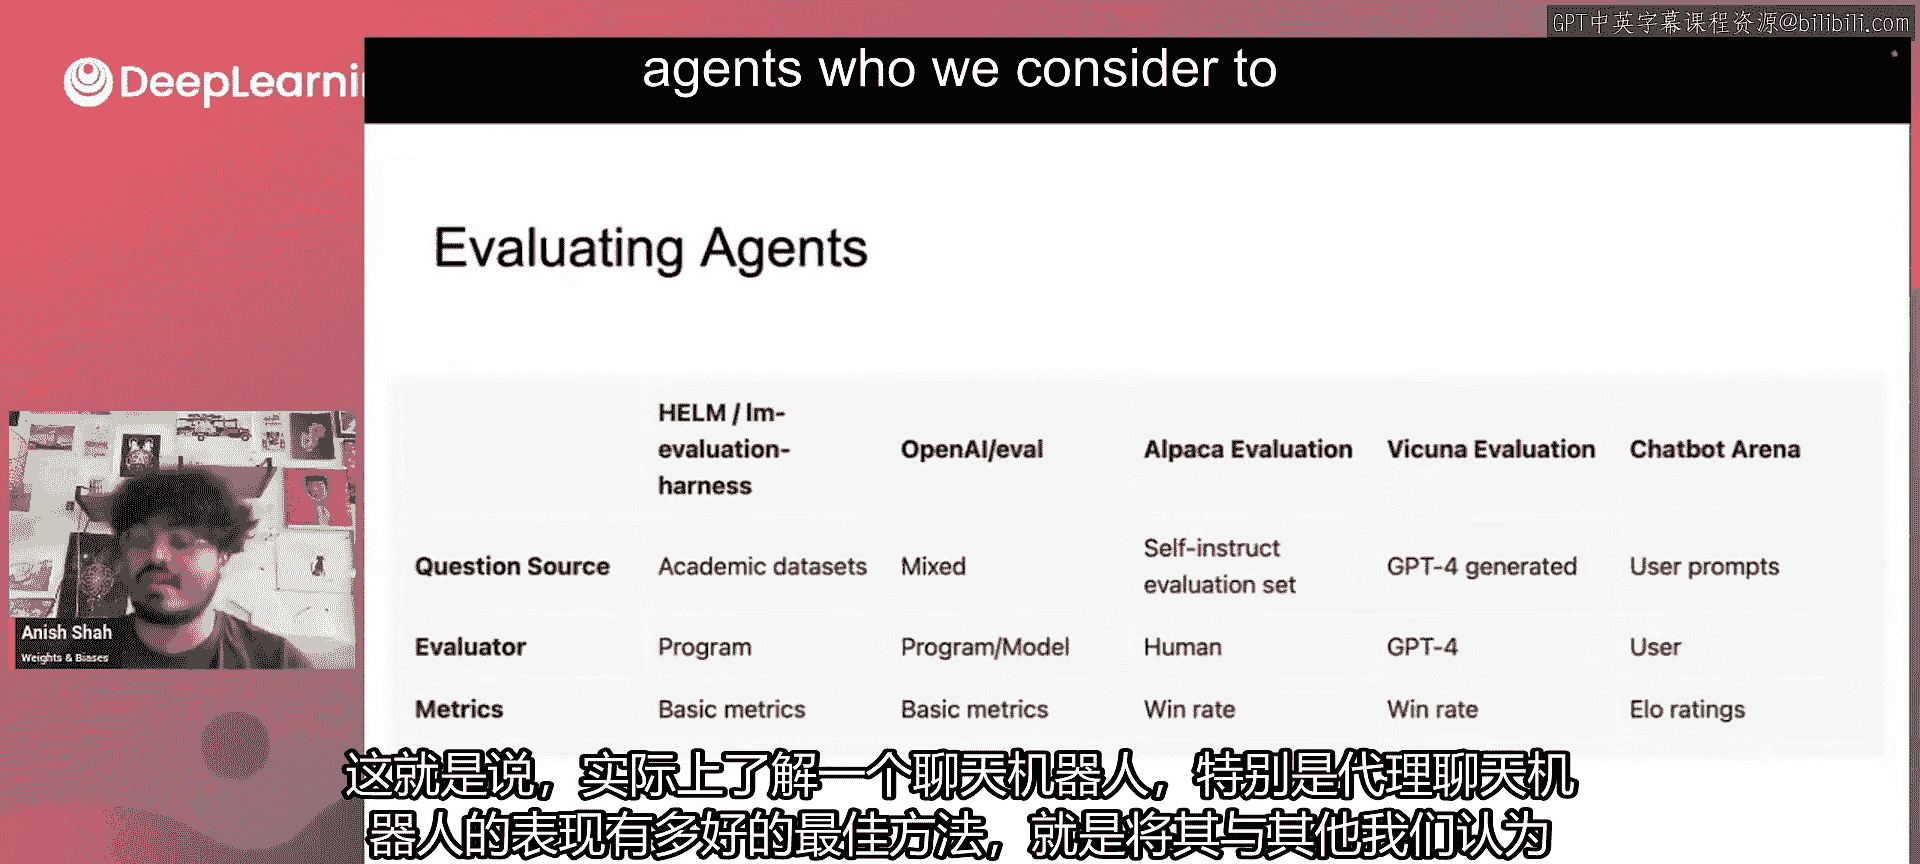 GPT中英字幕课程资源@bilibili.com
DeepLearni
agents who we consider to
Evaluating Agents
HELM / lm-
evaluation-
harness
OpenAI/eval
Alpaca Evaluation
Vicuna Evaluation
Chatbot Arena
Question Source
Academic datasets
Mixed
Self-instruct
evaluation set
GPT-4 generated
User prompts
Evaluator
Program
Program/Model
Human
GPT-4
User
Metrics
Basic metrics
Basic metrics
Win rate
Win rate
Elo ratings
Anish Shah
Weights & Biases
这就是说，实际上了解一个聊天机器人，特别是代理聊天机
器人的表现有多好的最佳方法，就是将其与其他我们认为